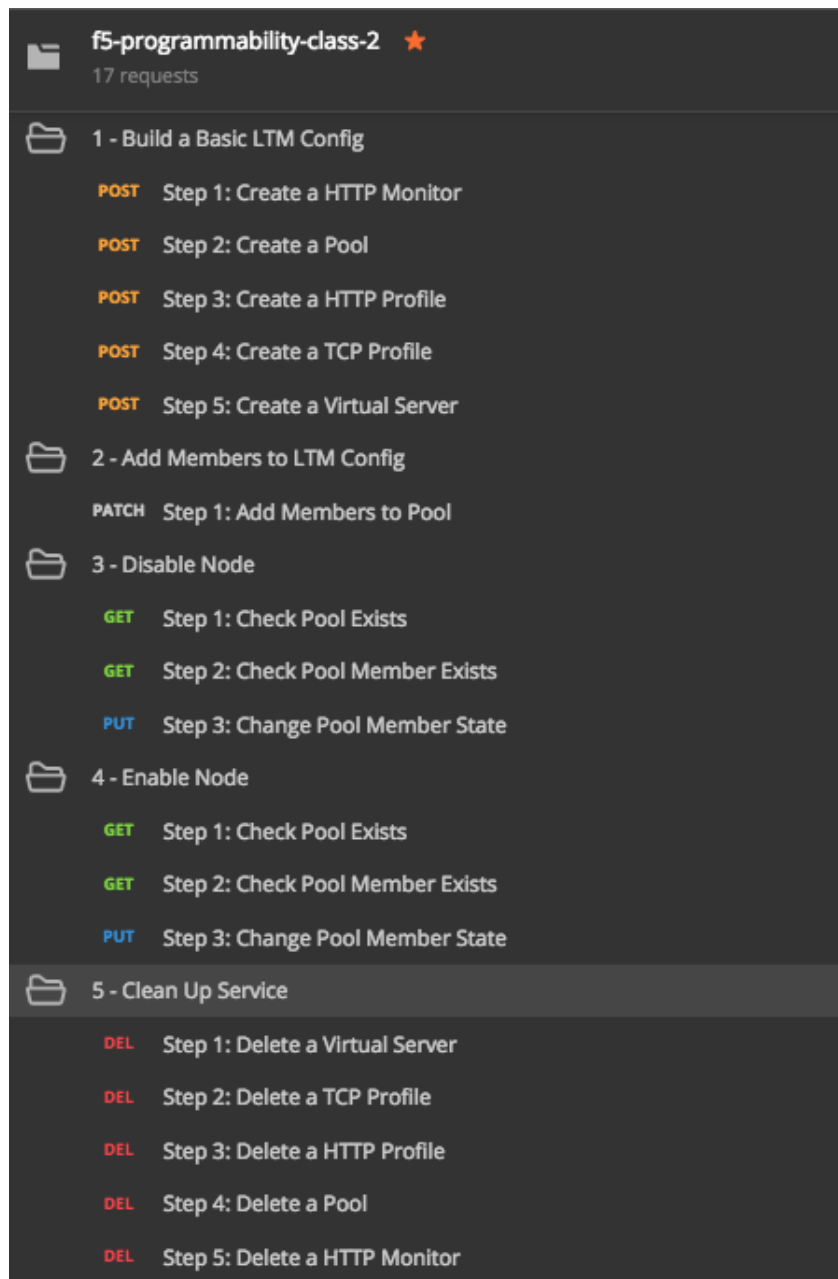 f5-programmability-class-2
17 requests
1 - Build a Basic LTM Config
POST Step 1: Create a HTTP Monitor
POST Step 2: Create a Pool
POST Step 3: Create a HTTP Profile
POST Step 4: Create a TCP Profile
POST Step 5: Create a Virtual Server
2 - Add Members to LTM Config
PATCH Step 1: Add Members to Pool
3 - Disable Node
GET Step 1: Check Pool Exists
GET Step 2: Check Pool Member Exists
PUT Step 3: Change Pool Member State
4 - Enable Node
GET Step 1: Check Pool Exists
GET Step 2: Check Pool Member Exists
PUT Step 3: Change Pool Member State
5 - Clean Up Service
DEL Step 1: Delete a Virtual Server
DEL Step 2: Delete a TCP Profile
DEL Step 3: Delete a HTTP Profile
DEL Step 4: Delete a Pool
DEL Step 5: Delete a HTTP Monitor